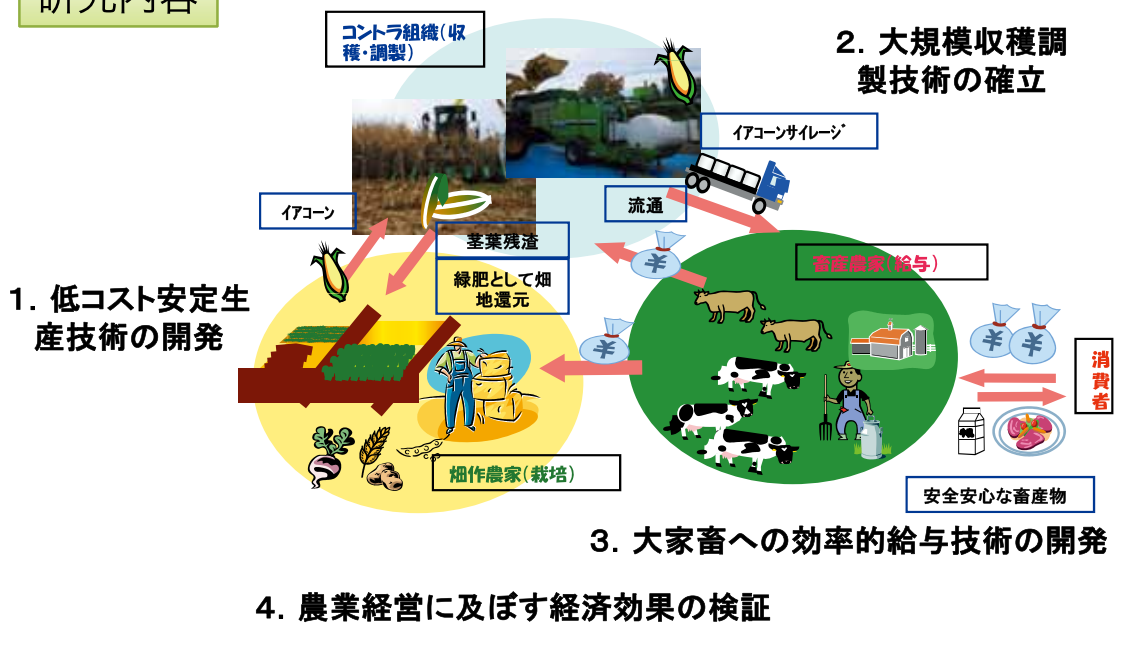 研究内容
コントラ組織(収
穫・調製)
2. 大規模収穫調
製技術の確立
イアコーンサイレージ
イアコーン
流通
茎葉残渣
緑肥として畑
地還元
畜産農家(給与)
1. 低コスト安定生
産技術の開発
¥
¥
¥
¥
消
費
者
畑作農家(栽培)
安全安心な畜産物
3. 大家畜への効率的給与技術の開発
4. 農業経営に及ぼす経済効果の検証